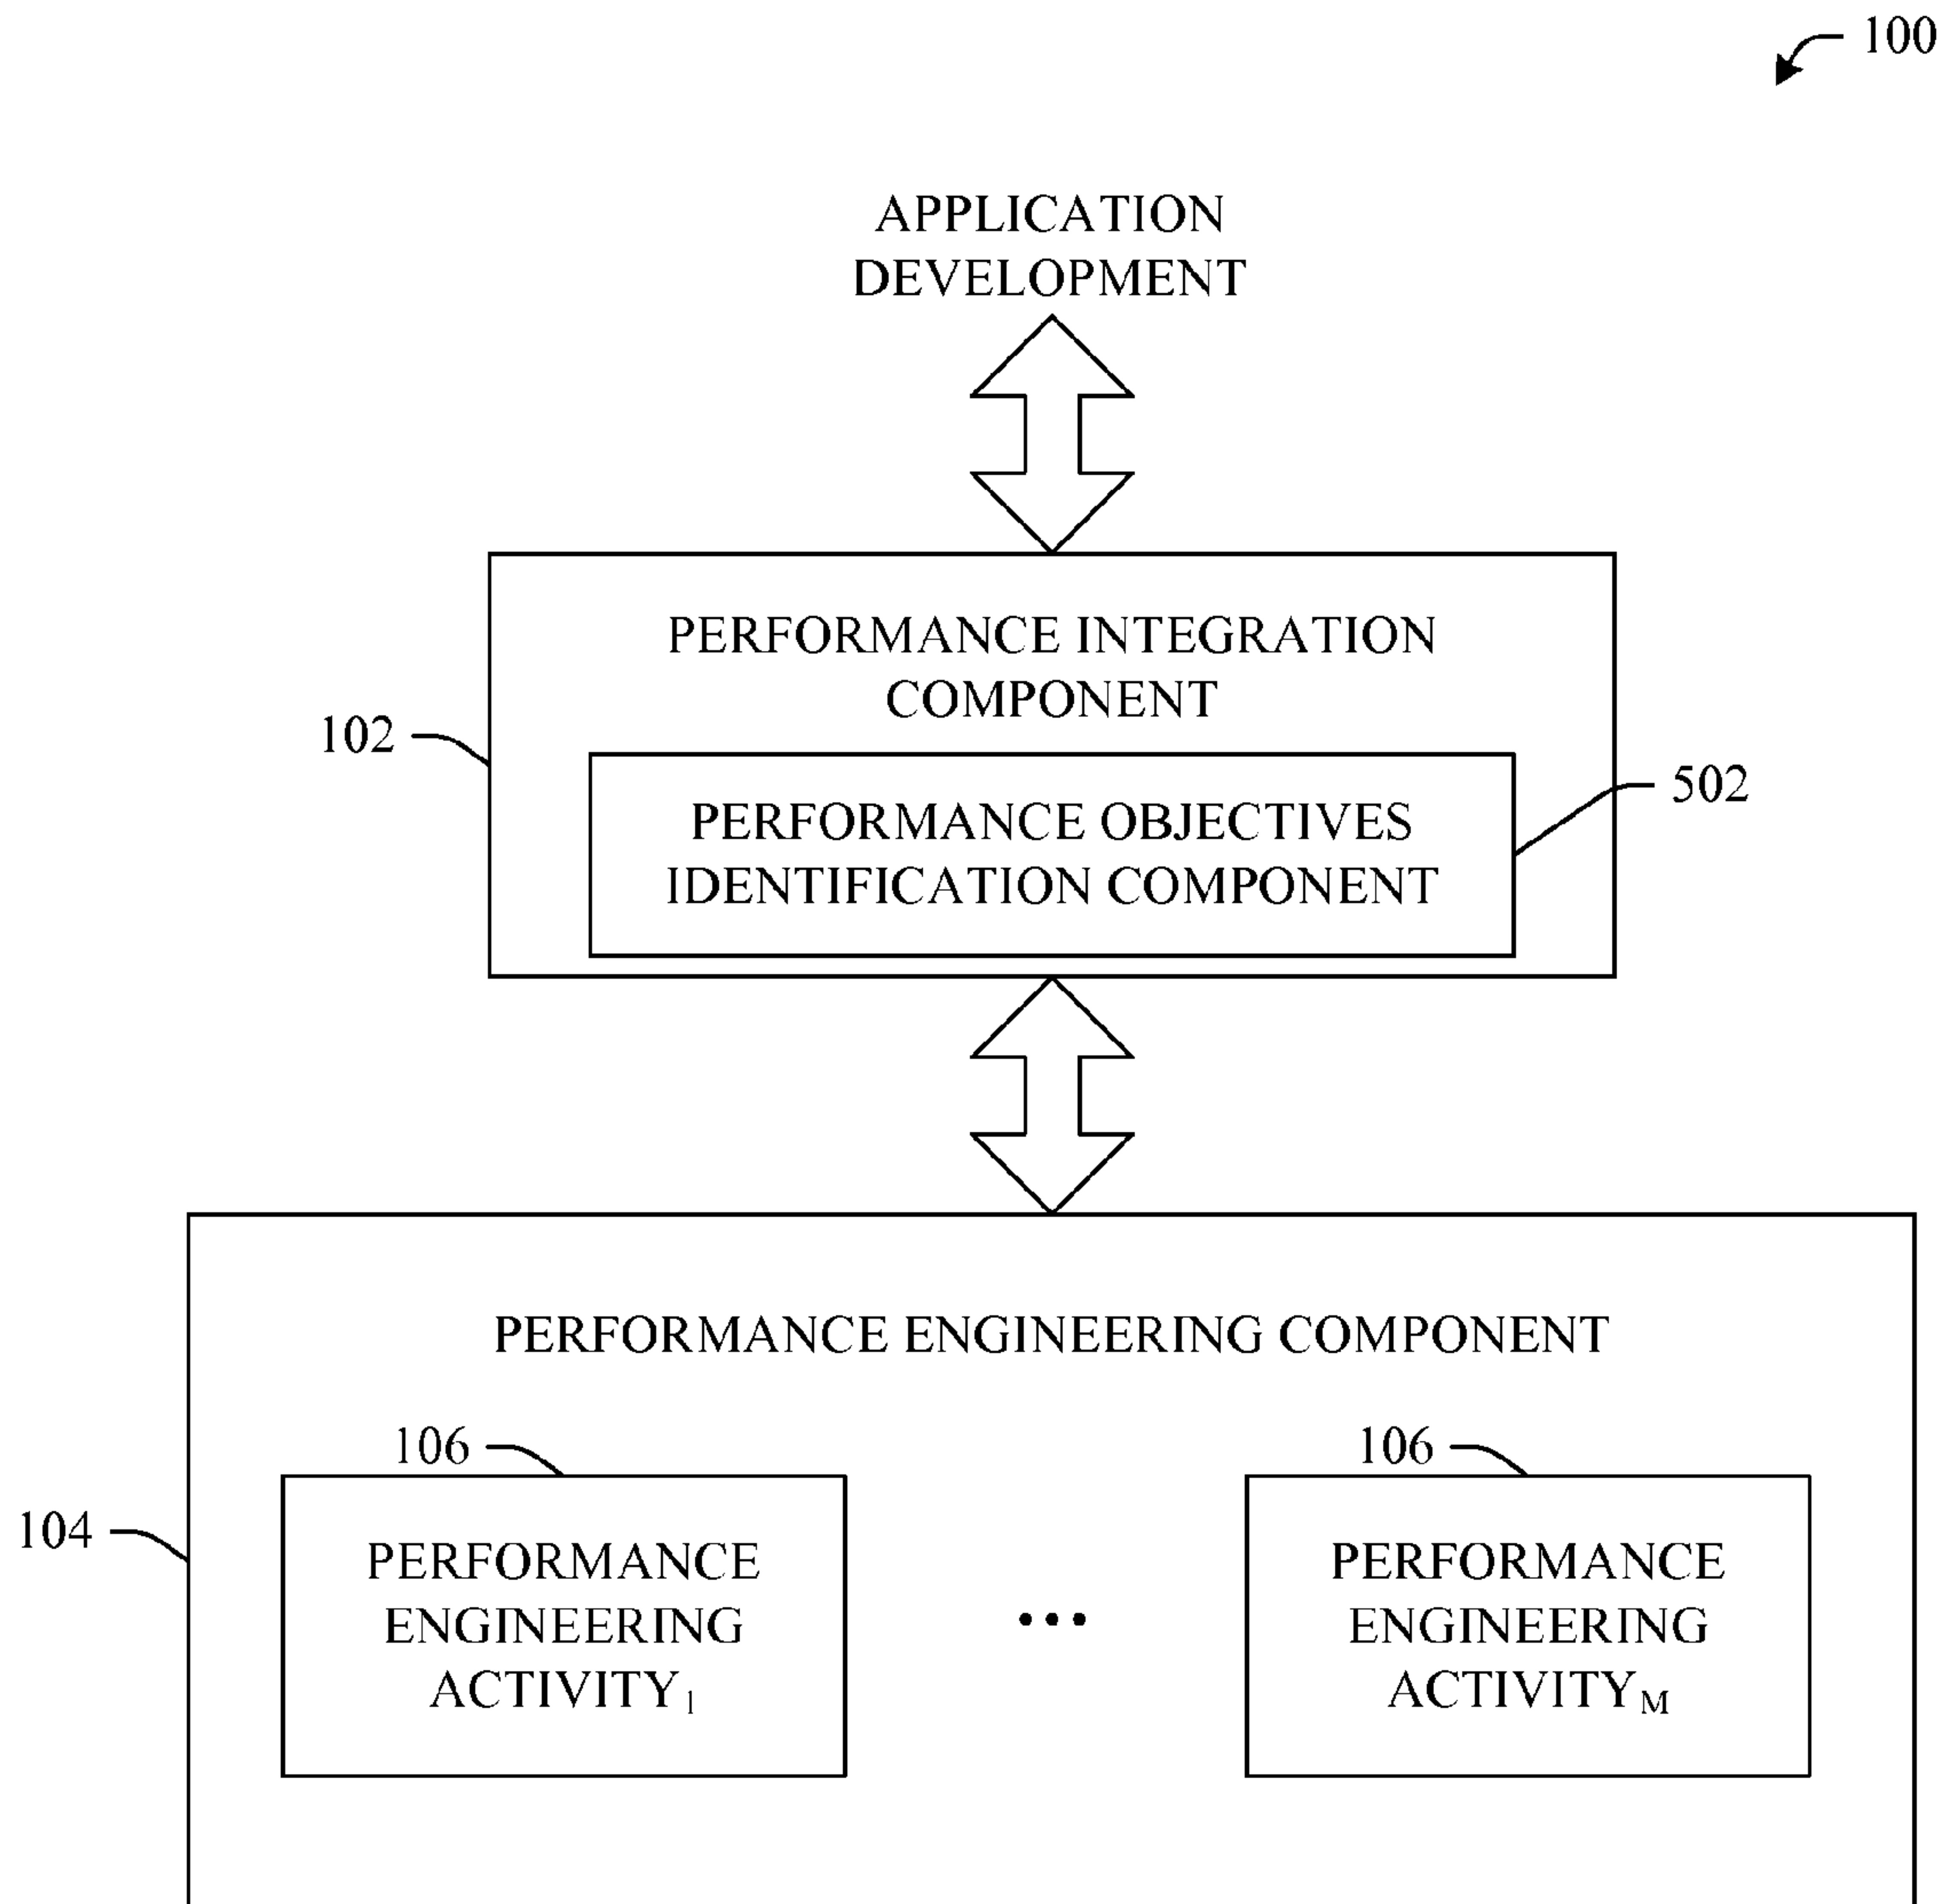 100
APPLICATION
DEVELOPMENT
PERFORMANCE INTEGRATION
COMPONENT
102
502
PERFORMANCE OBJECTIVES
IDENTIFICATION COMPONENT
PERFORMANCE ENGINEERING COMPONENT
106
106
104
PERFORMANCE
ENGINEERING
ACTIVITY1
•••
PERFORMANCE
ENGINEERING
ACTIVITYM